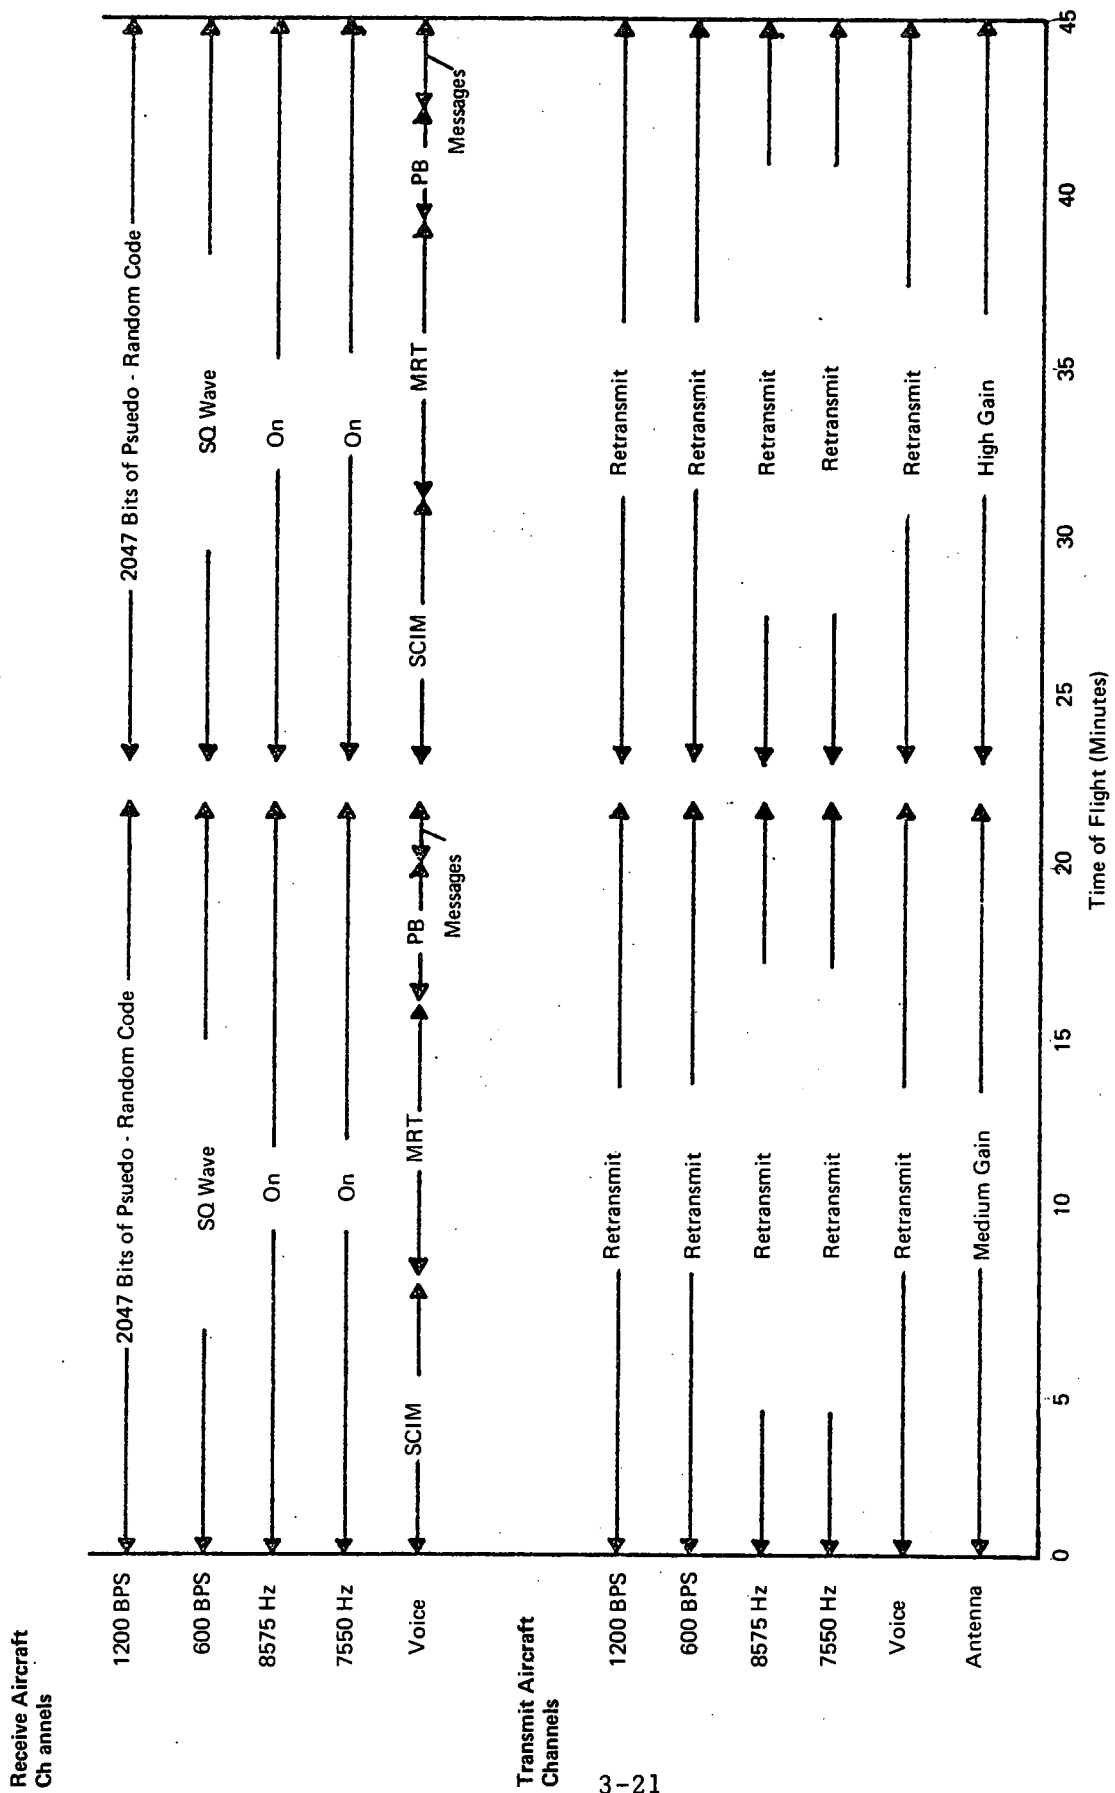 Receive Aircraft
Ch annels
1200 BPS 2047 Bits of Psuedo - Random Code 2047 Bits of Psuedo - Random Code
600 BPS SQ Wave SQ Wave
8575 Hz On On
7550 Hz On On
Voice SCIM MRT PB SCIM MRT PB
Messages Messages
Transmit Aircraft
Channels
1200 BPS Retransmit Retransmit
600 BPS Retransmit Retransmit
8575 Hz Retransmit Retransmit
7550 Hz Retransmit Retransmit
Voice Retransmit Retransmit
Antenna Medium Gain High Gain
0 5 10 15 20 25 30 35 40 45
Time of Flight (Minutes)
3-21